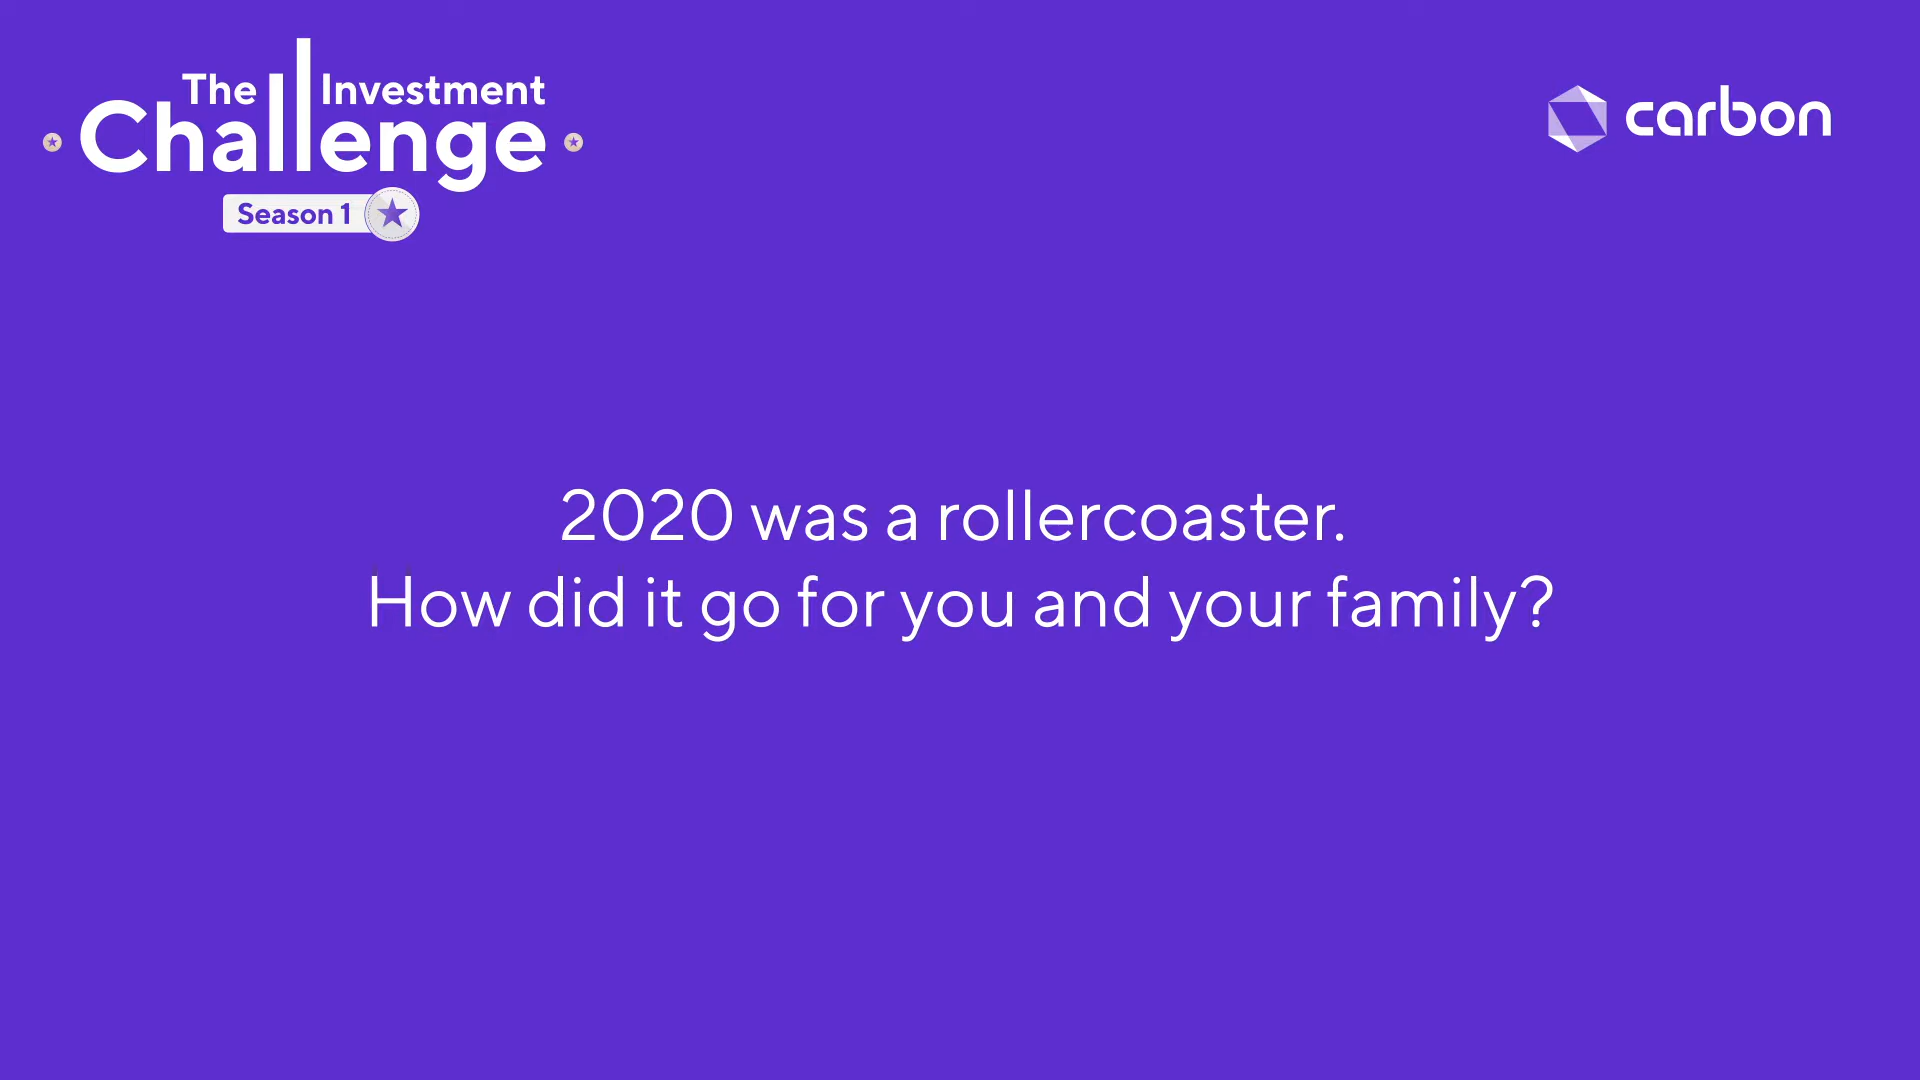 The Investment
Challenge
Season 1
carbon
2020 was a rollercoaster.
How did it go for you and your family?